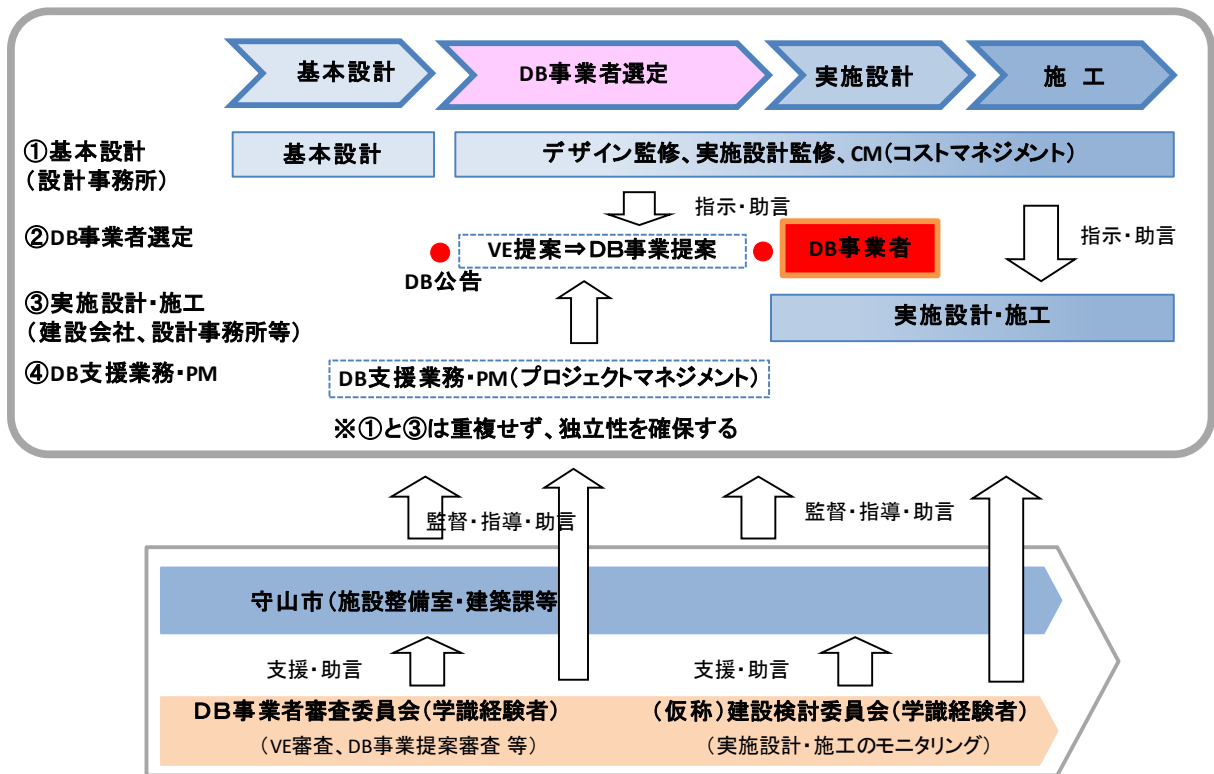 基本設計
DB事業者選定
実施設計
施 工
①基本設計
(設計事務所)
基本設計
デザイン監修、実施設計監修、CM(コストマネジメント)
指示・助言
②DB事業者選定
VE提案⇒DB事業提案
DB事業者
指示・助言
DB公告
③実施設計・施工
(建設会社、設計事務所等)
実施設計・施工
④DB支援業務・PM
DB支援業務・PM(プロジェクトマネジメント)
※①と③は重複せず、独立性を確保する
監督・指導・助言
監督・指導・助言
守山市(施設整備室・建築課等
支援・助言
支援・助言
DB事業者審査委員会(学識経験者)
(VE審査、DB事業提案審査 等)
(仮称)建設検討委員会(学識経験者)
(実施設計・施工のモニタリング)